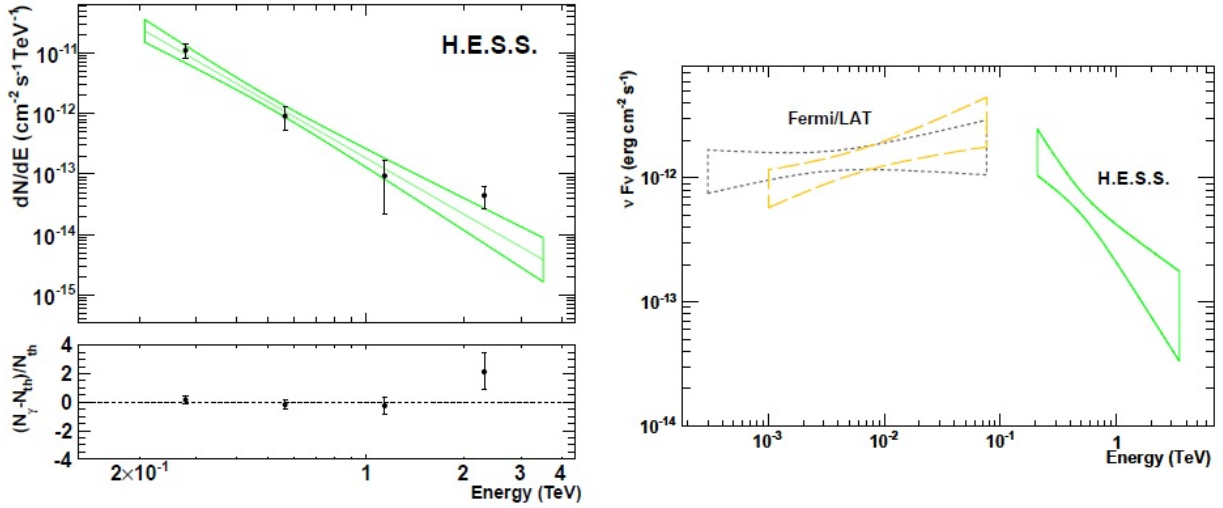 dN/dE (cm⁻² s⁻¹ TeV⁻¹)
10⁻¹¹
10⁻¹²
10⁻¹³
10⁻¹⁴
10⁻¹⁵
H.E.S.S.
(N_γ-N_th)/N_th
4
2
0
-2
-4
2×10⁻¹ 1 2 3 4
Energy (TeV)
ν Fν (erg cm⁻² s⁻¹)
10⁻¹²
10⁻¹³
10⁻¹⁴
Fermi/LAT
H.E.S.S.
10⁻³ 10⁻² 10⁻¹ 1
Energy (TeV)